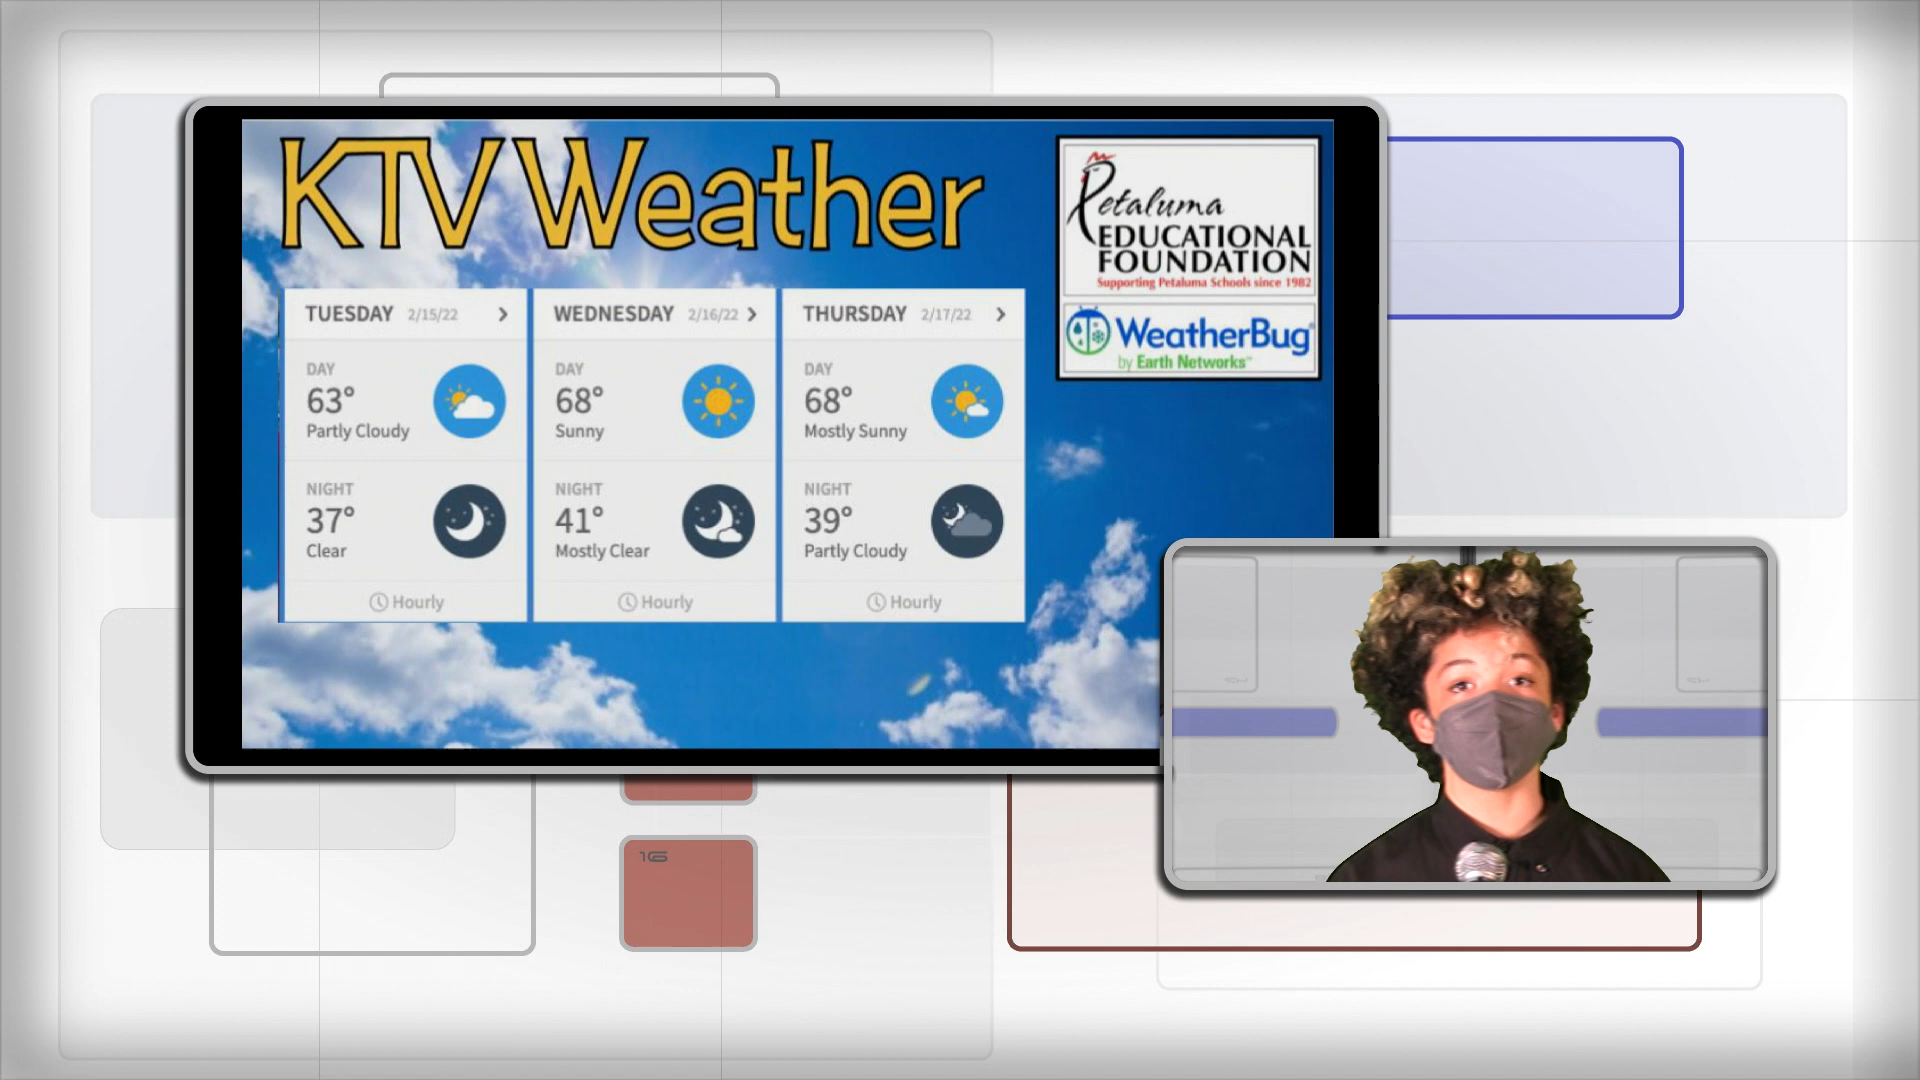 KTV Weather
Petaluma
EDUCATIONAL
FOUNDATION
Supporting Petaluma Schools since 1982
WeatherBug®
by Earth Networks™
TUESDAY 2/15/22
DAY
63°
Partly Cloudy
NIGHT
37°
Clear
Hourly
WEDNESDAY 2/16/22
DAY
68°
Sunny
NIGHT
41°
Mostly Clear
Hourly
THURSDAY 2/17/22
DAY
68°
Mostly Sunny
NIGHT
39°
Partly Cloudy
Hourly
16